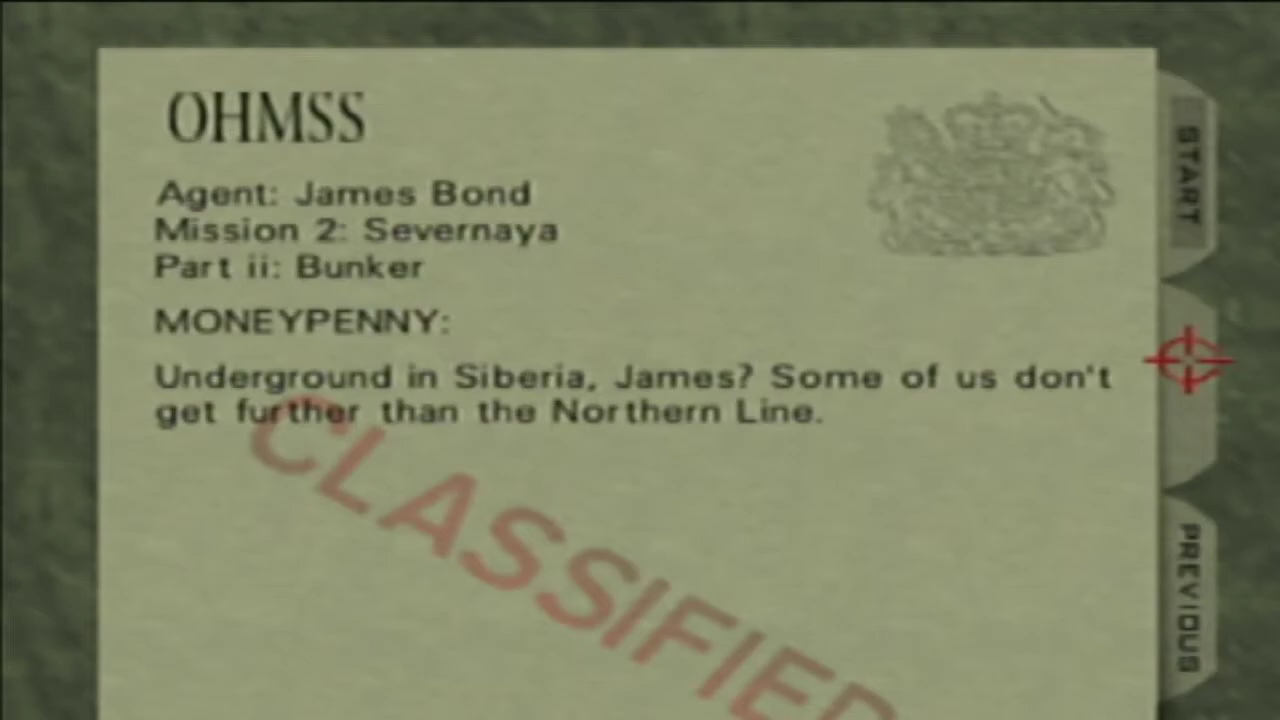 OHMSS
Agent: James Bond
Mission 2: Severnaya
Part ii: Bunker
MONEYPENNY:
Underground in Siberia, James? Some of us don't
get further than the Northern Line.
CLASSIFIED
START
PREVIOUS